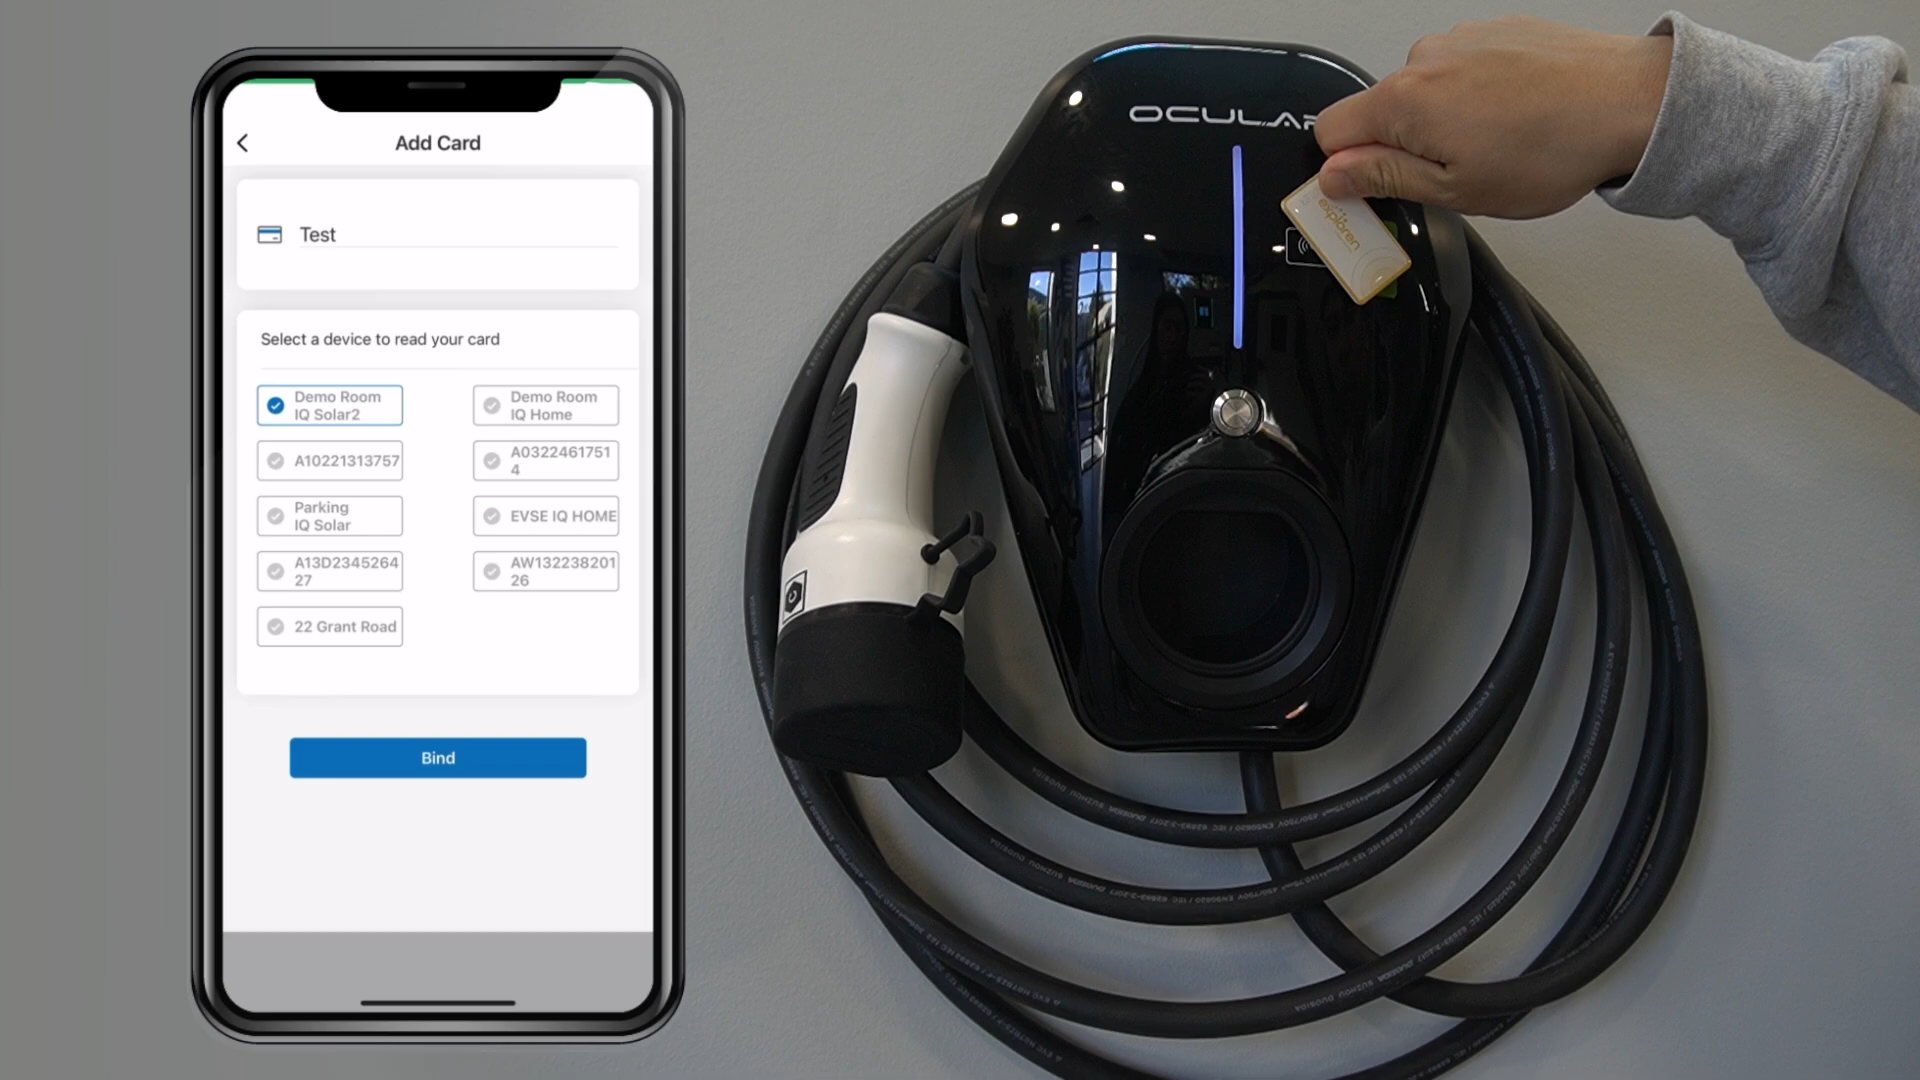 Add Card
Test
Select a device to read your card
Demo Room
IQ Solar2
Demo Room
IQ Home
A10221313757
A0322461751
4
Parking
IQ Solar
EVSE IQ HOME
A13D2345264
27
AW132238201
26
22 Grant Road
Bind
OCULAR
exploren